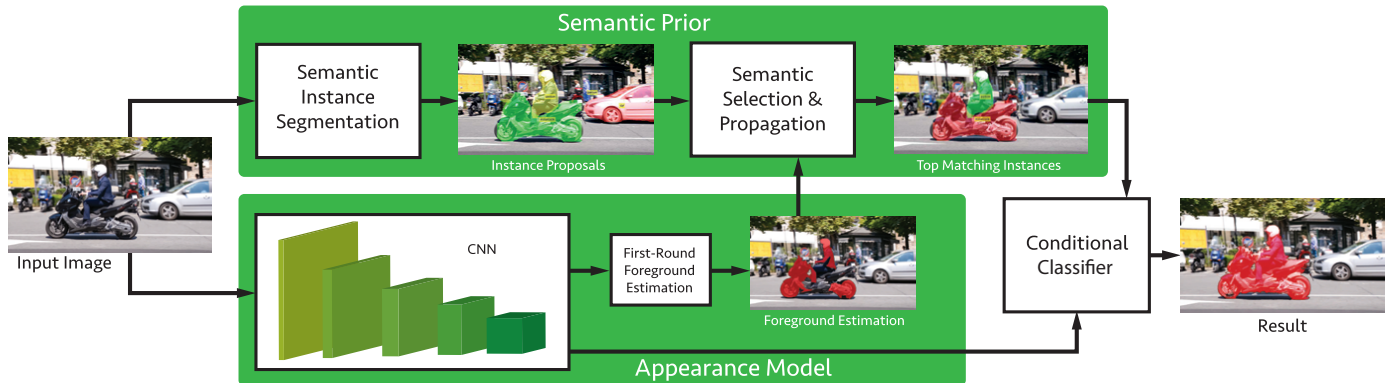 Semantic Prior
Semantic
Instance
Segmentation
Instance Proposals
Semantic
Selection &
Propagation
Top Matching Instances
Input Image
CNN
First-Round
Foreground
Estimation
Foreground Estimation
Appearance Model
Conditional
Classifier
Result